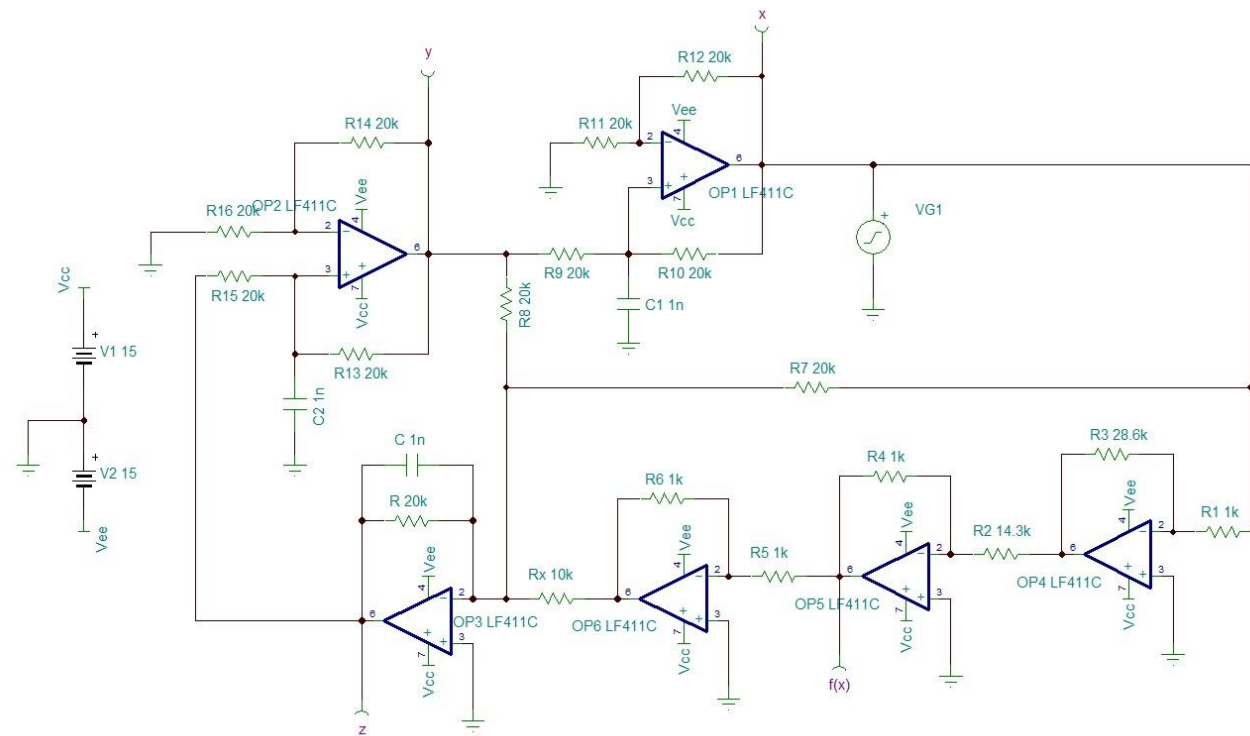 x
y
R12 20k
Vee
R14 20k
R11 20k
2
4
6
3
7
OP1 LF411C
Vcc
VG1
+
OP2 LF411C
Vee
R16 20k
2
4
6
3
7
R15 20k
Vcc
R9 20k
R10 20k
R8 20k
C1 1n
Vcc
+
V1 15
R13 20k
R7 20k
C2 1n
+
V2 15
Vee
C 1n
R 20k
R6 1k
R4 1k
R3 28.6k
R1 1k
Vee
4
2
6
3
7
OP4 LF411C
Vcc
R2 14.3k
Vee
4
2
6
3
7
OP5 LF411C
Vcc
R5 1k
Vee
4
2
6
3
7
OP6 LF411C
Vcc
Rx 10k
Vee
4
2
6
3
7
OP3 LF411C
Vcc
f(x)
z